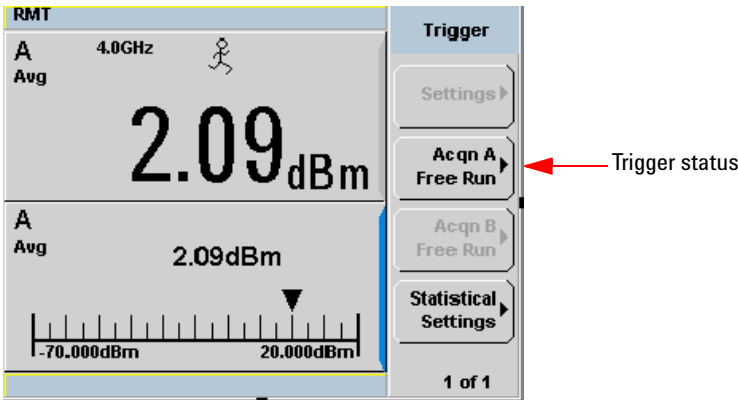 RMT
A
4.0GHz
Avg
2.09dBm
A
Avg
2.09dBm
-70.000dBm
20.000dBm
Trigger
Settings
Acqn A
Free Run
Acqn B
Free Run
Statistical
Settings
1 of 1
Trigger status